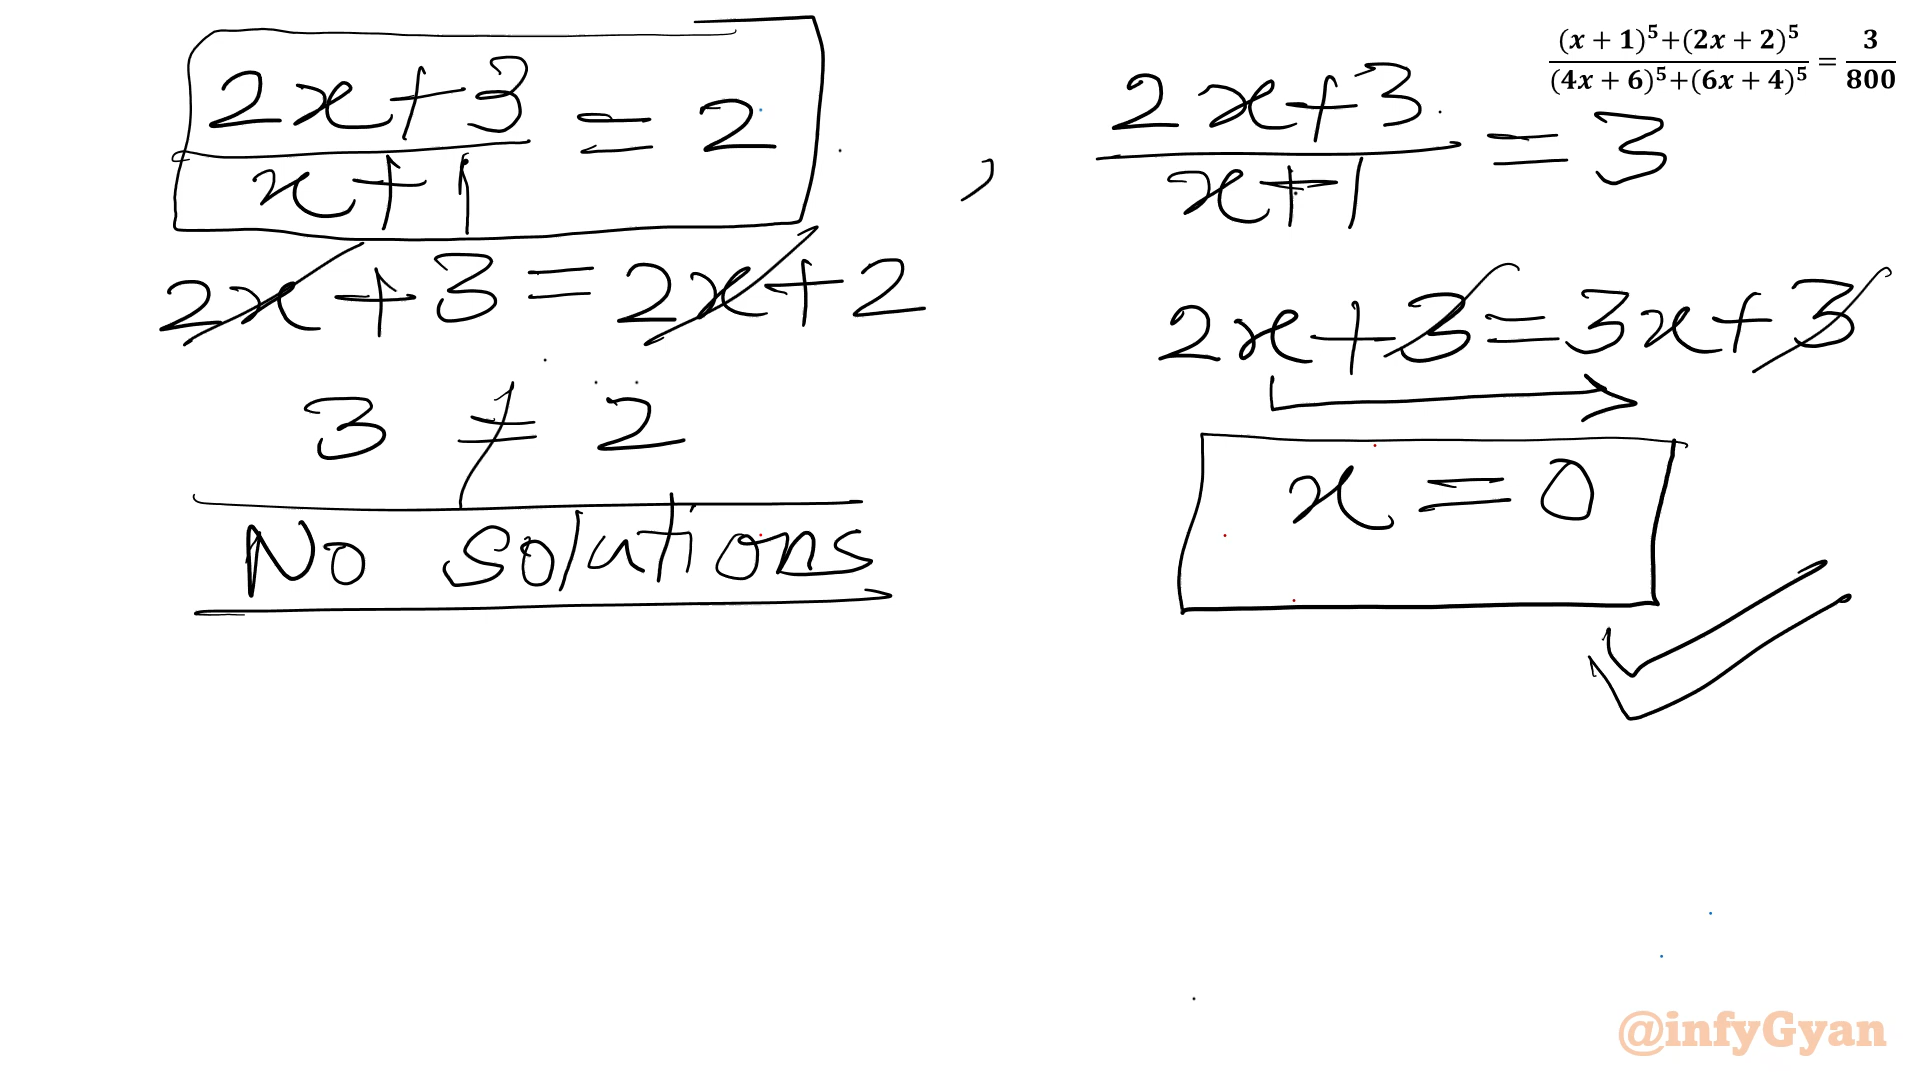 (x + 1)⁵+(2x + 2)⁵ / (4x + 6)⁵+(6x + 4)⁵ = 3/800
2x+3 / x+1 = 2 , 2x+3 / x+1 = 3
2x+3=2x+2
2x+3=3x+3
3 ≠ 2
x=0
No solutions
@infyGyan